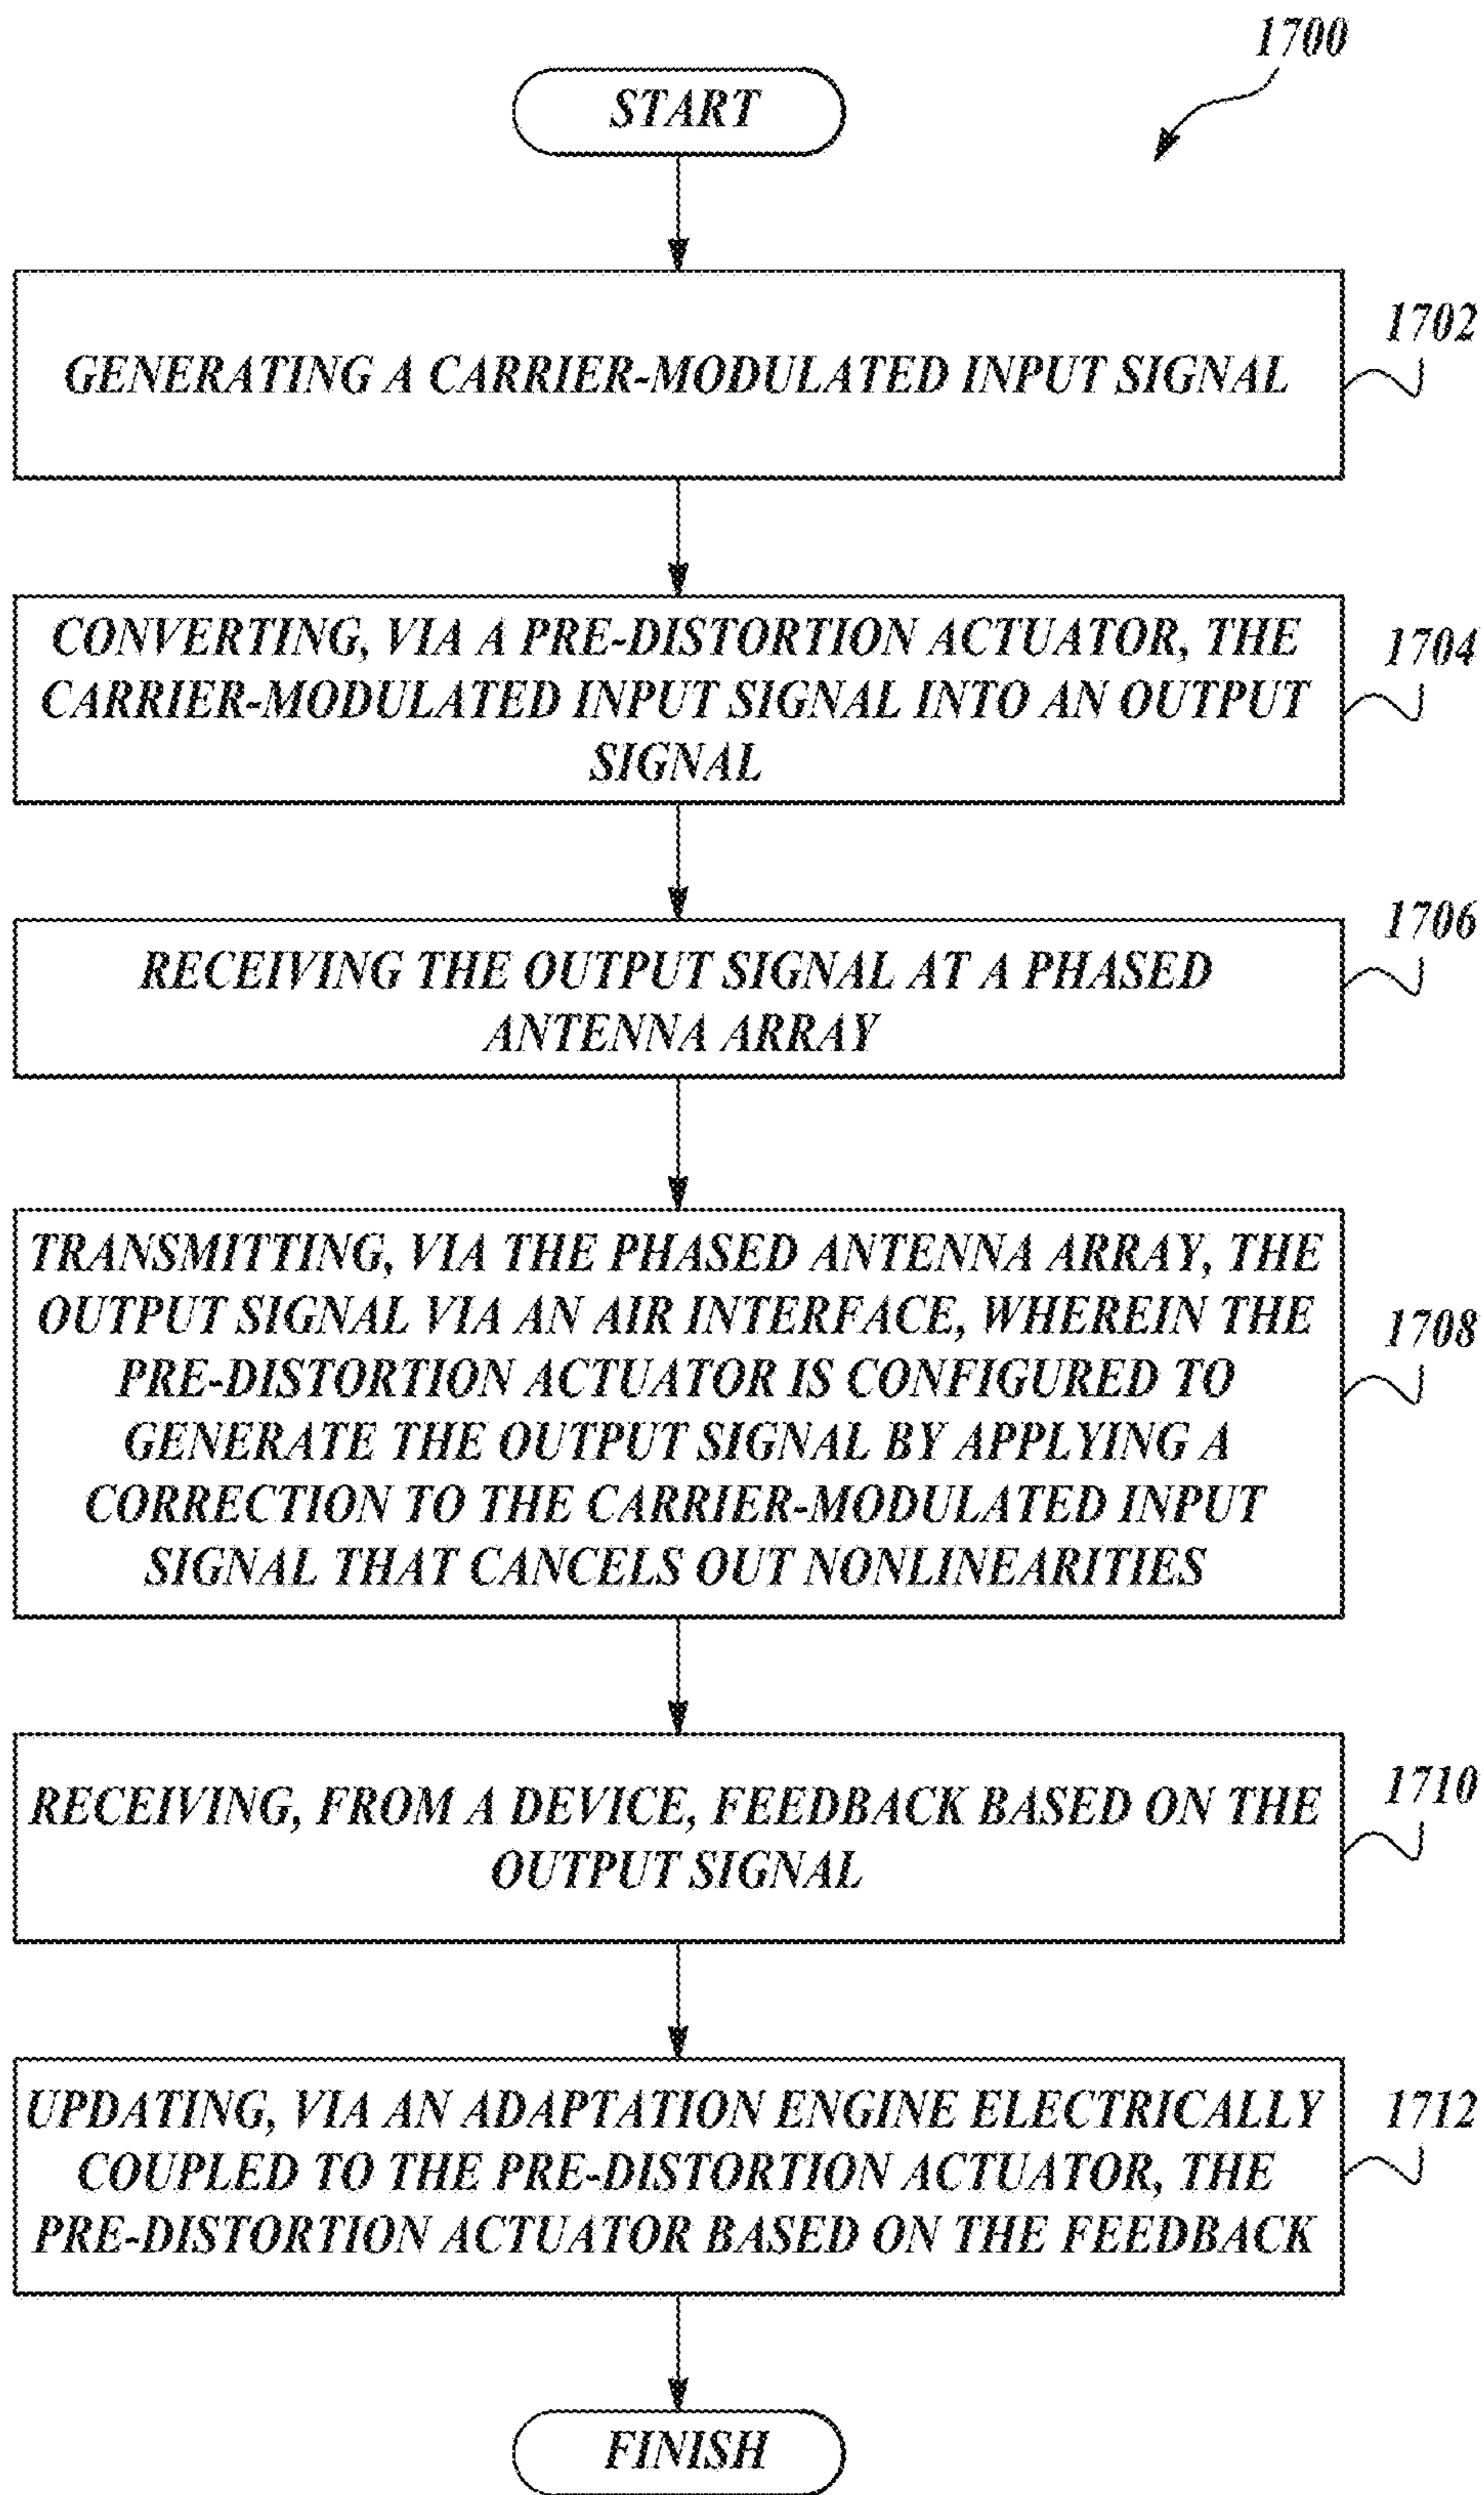 1700
START
GENERATING A CARRIER-MODULATED INPUT SIGNAL
1702
CONVERTING, VIA A PRE-DISTORTION ACTUATOR, THE
CARRIER-MODULATED INPUT SIGNAL INTO AN OUTPUT
SIGNAL
1704
RECEIVING THE OUTPUT SIGNAL AT A PHASED
ANTENNA ARRAY
1706
TRANSMITTING, VIA THE PHASED ANTENNA ARRAY, THE
OUTPUT SIGNAL VIA AN AIR INTERFACE, WHEREIN THE
PRE-DISTORTION ACTUATOR IS CONFIGURED TO
GENERATE THE OUTPUT SIGNAL BY APPLYING A
CORRECTION TO THE CARRIER-MODULATED INPUT
SIGNAL THAT CANCELS OUT NONLINEARITIES
1708
RECEIVING, FROM A DEVICE, FEEDBACK BASED ON THE
OUTPUT SIGNAL
1710
UPDATING, VIA AN ADAPTATION ENGINE ELECTRICALLY
COUPLED TO THE PRE-DISTORTION ACTUATOR, THE
PRE-DISTORTION ACTUATOR BASED ON THE FEEDBACK
1712
FINISH